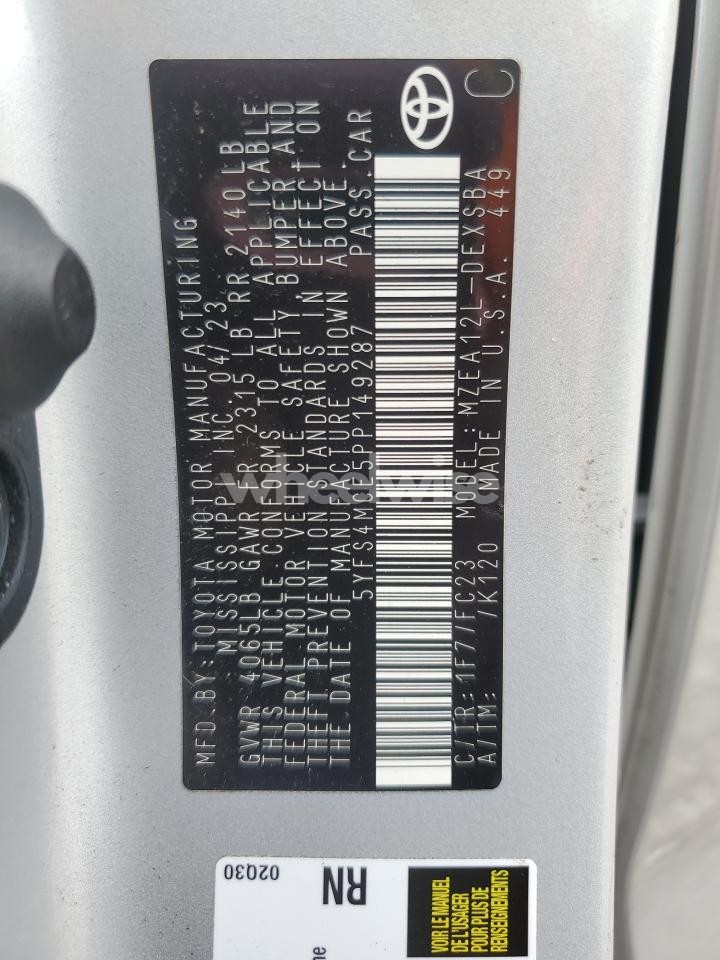 MFD.BY:TOYOTA MOTOR MANUFACTURING
MISSISSIPPI, INC. 04/23
GVWR 4065LB GAWR FR 2315 LB RR 2140 LB
THIS VEHICLE CONFORMS TO ALL APPLICABLE
FEDERAL MOTOR VEHICLE SAFETY, BUMPER AND
THEFT PREVENTION STANDARDS IN EFFECT ON
THE DATE OF MANUFACTURE SHOWN ABOVE.
5YFS4MCE5PP149287 PASS.CAR
C/TR:1F7/FC23 MODEL:MZEA12L-DEXSBA
A/TM: /K120 MADE IN U.S.A. 449
C
wheelwire
02Q30
RN
VOIR LE MANUEL
DE L'USAGER
POUR PLUS DE
RENSEIGNEMENTS